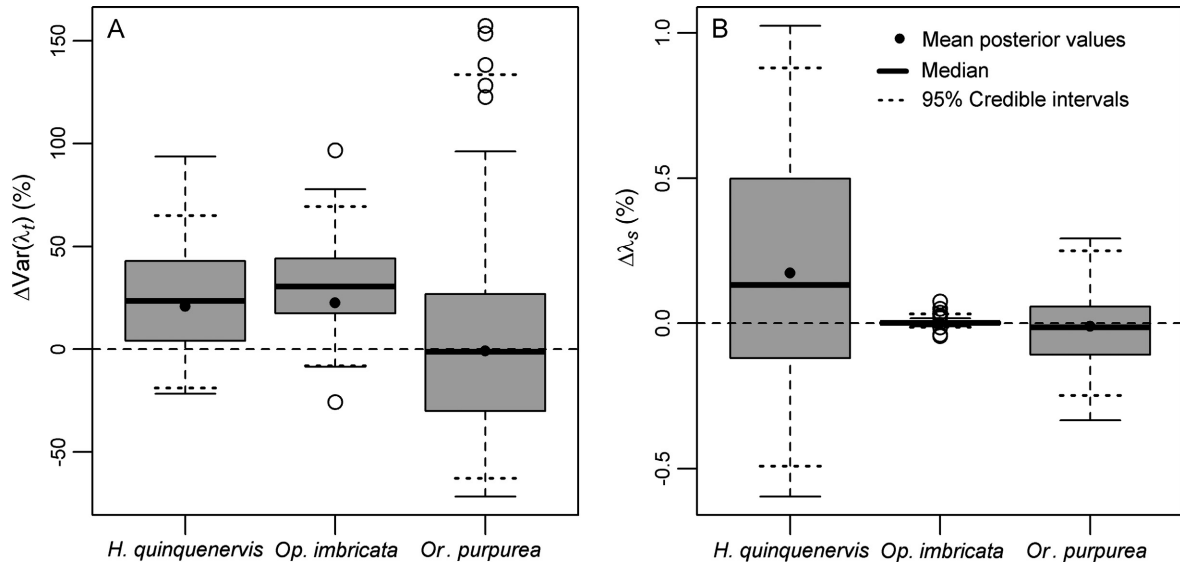 A
ΔVar(λt) (%)
150
100
50
0
-50
H. quinquenervis
Op. imbricata
Or. purpurea
B
Mean posterior values
Median
95% Credible intervals
Δλs (%)
1.0
0.5
0.0
-0.5
H. quinquenervis
Op. imbricata
Or. purpurea